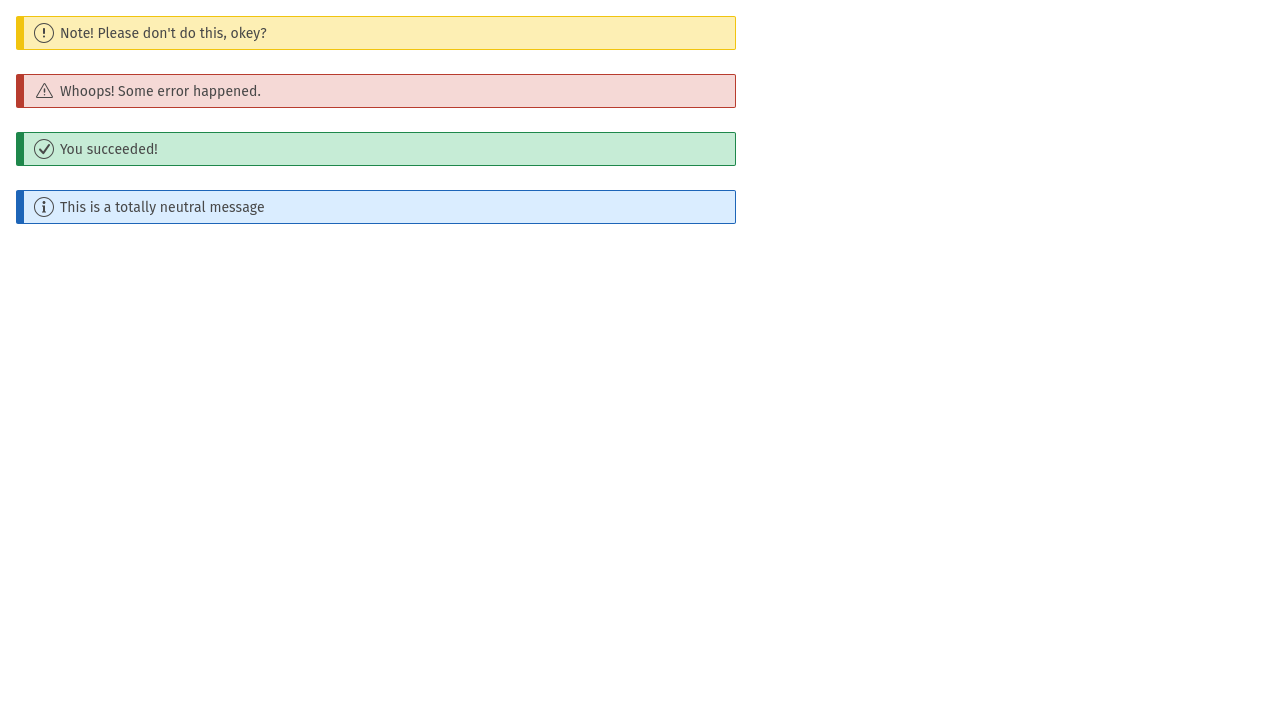 Note! Please don't do this, okey?
Whoops! Some error happened.
You succeeded!
This is a totally neutral message